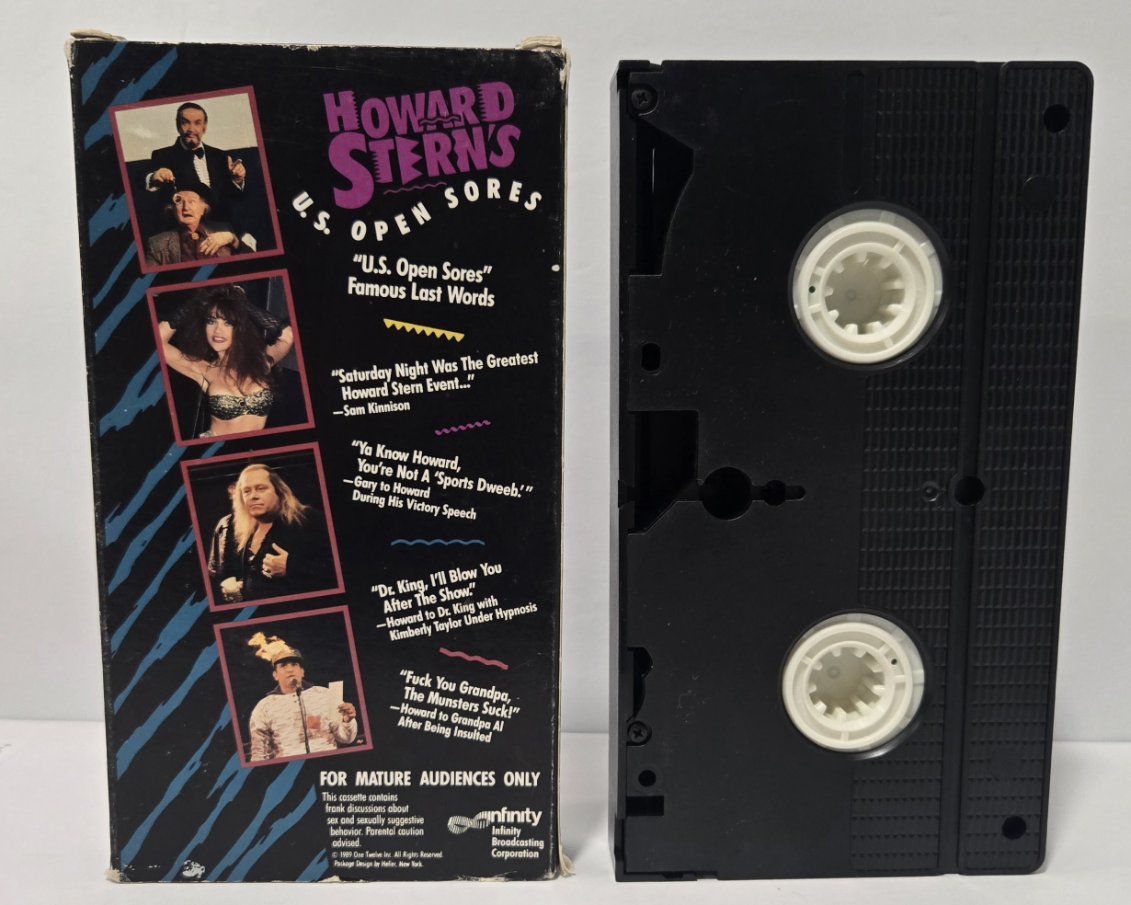 HOWARD
STERN'S
U.S. OPEN SORES
"U.S. Open Sores"
Famous Last Words
"Saturday Night Was The Greatest
Howard Stern Event..."
—Sam Kinnison
"Ya Know Howard,
You're Not A 'Sports Dweeb.'"
—Gary to Howard
During His Victory Speech
"Dr. King, I'll Blow You
After The Show."
—Howard to Dr. King with
Kimberly Taylor Under Hypnosis
"Fuck You Grandpa,
The Munsters Suck!"
—Howard to Grandpa Al
After Being Insulted
FOR MATURE AUDIENCES ONLY
This cassette contains
frank discussions about
sex and sexually suggestive
behavior. Parental caution
advised.
© 1989 One Twelve Inc. All Rights Reserved.
Package Design by Heller, New York.
infinity
Infinity
Broadcasting
Corporation